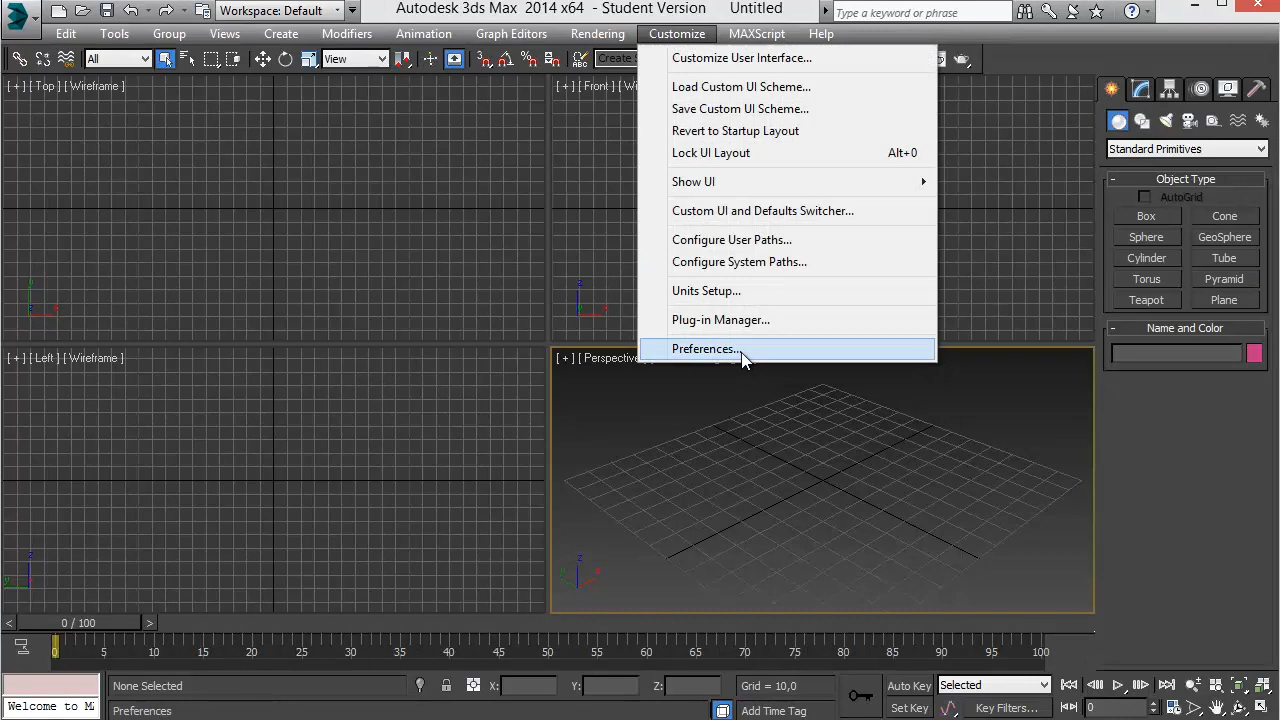 Workspace: Default
Autodesk 3ds Max 2014 x64 - Student Version Untitled
Type a keyword or phrase
Edit Tools Group Views Create Modifiers Animation Graph Editors Rendering Customize MAXScript Help
All
View
3
Create S
[ + ] [ Top ] [ Wireframe ]
[ + ] [ Front ] [ Wi
Customize User Interface...
Load Custom UI Scheme...
Save Custom UI Scheme...
Revert to Startup Layout
Lock UI Layout Alt+0
Show UI
Custom UI and Defaults Switcher...
Configure User Paths...
Configure System Paths...
Units Setup...
Plug-in Manager...
Preferences...
Standard Primitives
- Object Type
AutoGrid
Box Cone
Sphere GeoSphere
Cylinder Tube
Torus Pyramid
Teapot Plane
- Name and Color
z
x
[ + ] [ Left ] [ Wireframe ]
[ + ] [ Perspective ]
z
y
z
x
< 0 / 100 >
0 5 10 15 20 25 30 35 40 45 50 55 60 65 70 75 80 85 90 95 100
None Selected X: Y: Z: Grid = 10,0 Auto Key Selected
Welcome to MA Preferences Add Time Tag Set Key Key Filters... 0